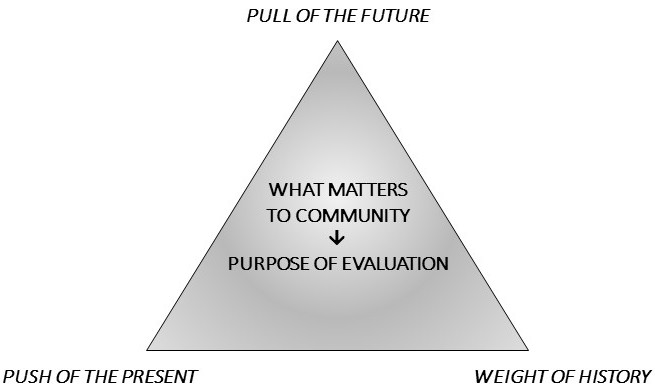 PULL OF THE FUTURE
WHAT MATTERS
TO COMMUNITY
↓
PURPOSE OF EVALUATION
PUSH OF THE PRESENT
WEIGHT OF HISTORY